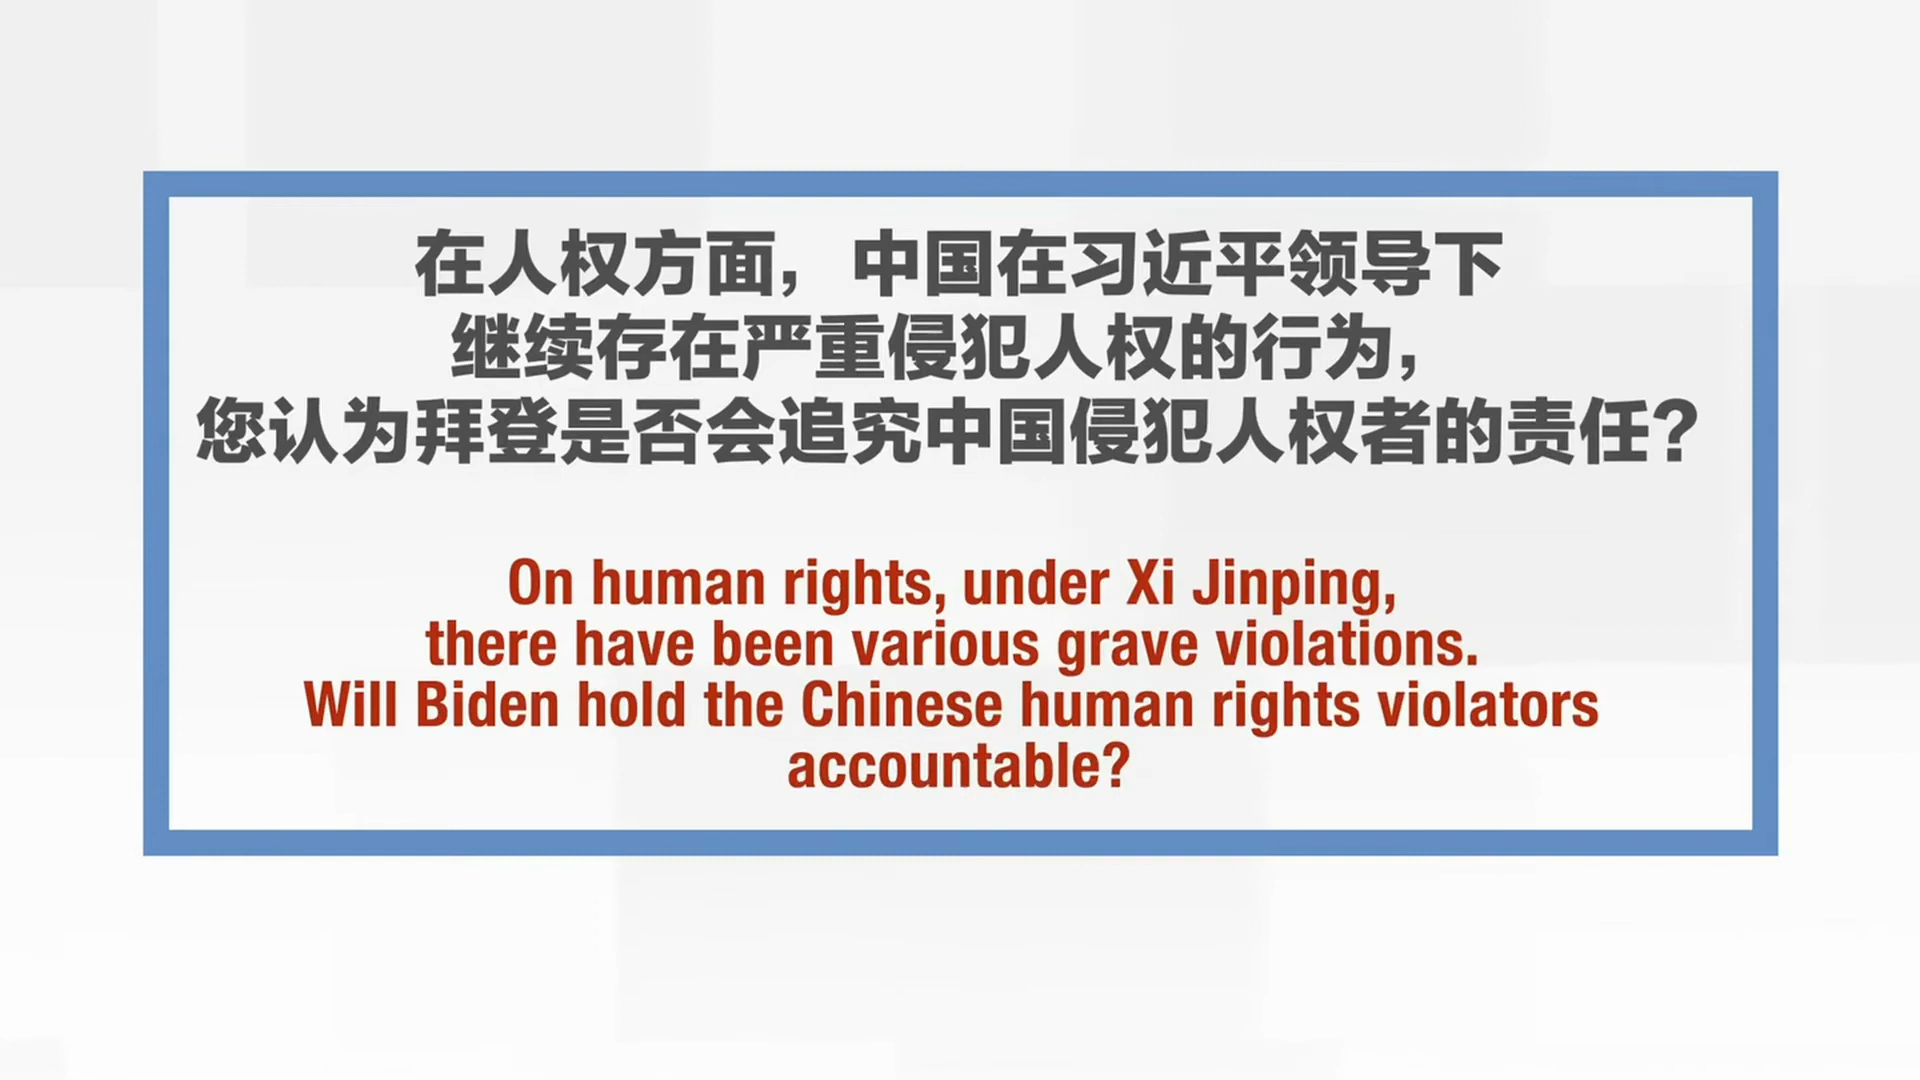 在人权方面，中国在习近平领导下
继续存在严重侵犯人权的行为，
您认为拜登是否会追究中国侵犯人权者的责任？
On human rights, under Xi Jinping,
there have been various grave violations.
Will Biden hold the Chinese human rights violators
accountable?